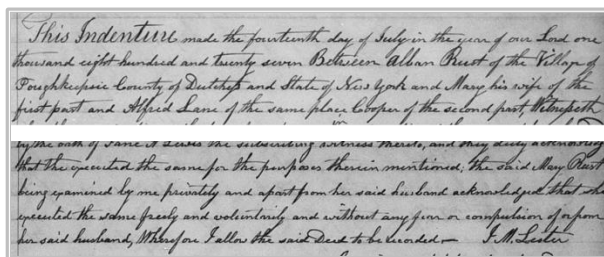 This Indenture made the fourteenth day of July in the year of our Lord one
thousand eight hundred and twenty seven Between Alban Rust of the Village of
Poughkeepsie County of Dutchess and State of New York and Mary his wife of the
first part and Alfred Lane of the same place Cooper of the second part, Witnesseth
by the oath of Jane A Lewis the subscribing witness thereto, and they duly acknowledg
that the executed the same for the purposes therein mentioned, the said Mary Rust
being examined by me privately and apart from her said husband acknowledged that she
executed the same freely and voluntarily and without any fear or compulsion of or from
her said husband, Wherefore I allow the said Deed to be recorded J. M. Lester